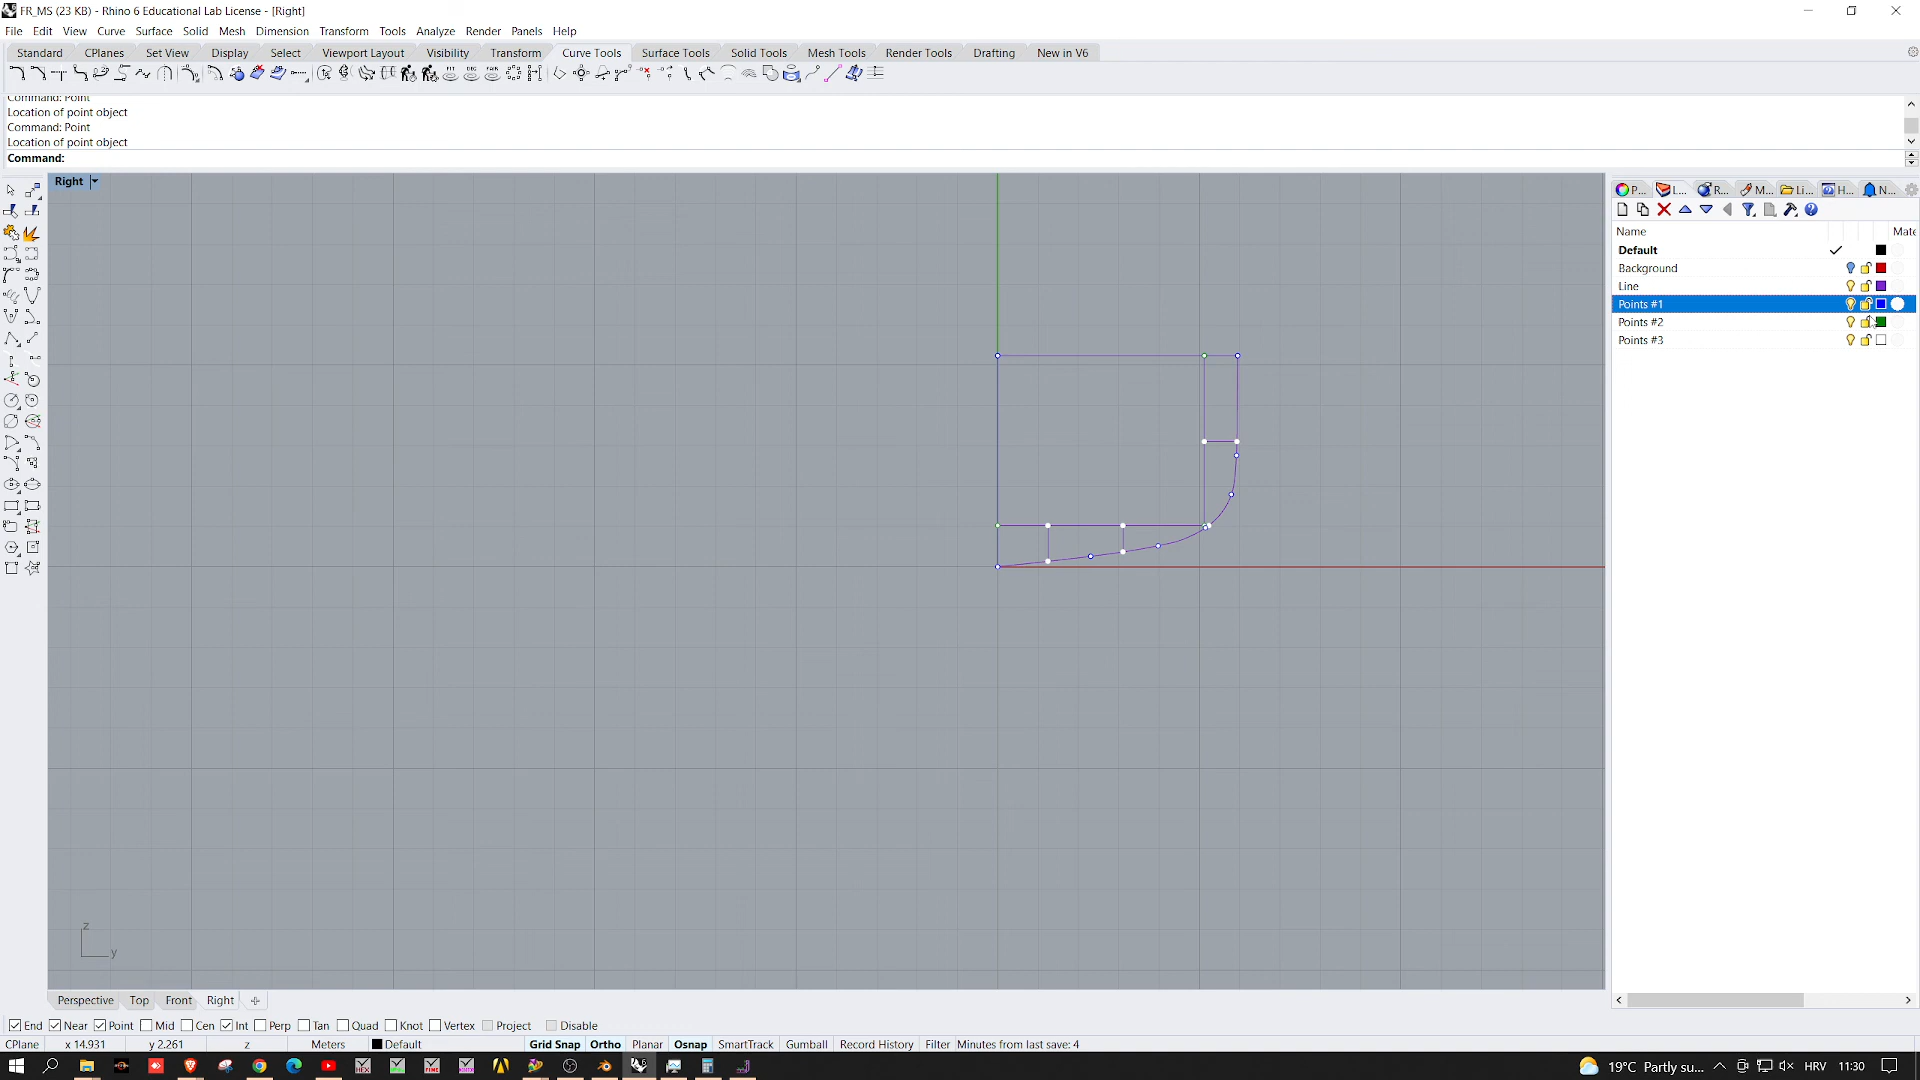 FR_MS (23 KB) - Rhino 6 Educational Lab License - [Right]
File Edit View Curve Surface Solid Mesh Dimension Transform Tools Analyze Render Panels Help
Standard CPlanes Set View Display Select Viewport Layout Visibility Transform Curve Tools Surface Tools Solid Tools Mesh Tools Render Tools Drafting New in V6
Command: Point
Location of point object
Command: Point
Location of point object
Command:
Right
P... L... R... M... Li... H... N...
Name Mate
Default
Background
Line
Points #1
Points #2
Points #3
z
y
Perspective Top Front Right
End Near Point Mid Cen Int Perp Tan Quad Knot Vertex Project Disable
CPlane x 14.931 y 2.261 z Meters Default Grid Snap Ortho Planar Osnap SmartTrack Gumball Record History Filter Minutes from last save: 4
19°C Partly su... HRV 11:30